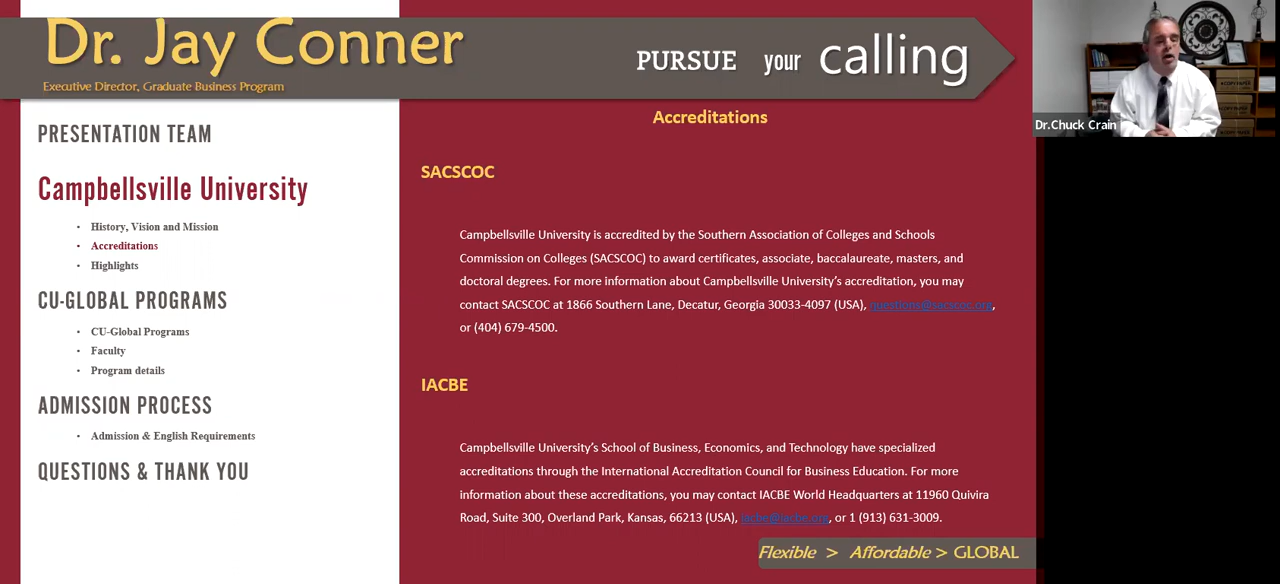 Dr. Jay Conner
Executive Director, Graduate Business Program
PURSUE your calling
Dr.Chuck Crain
PRESENTATION TEAM
Campbellsville University
• History, Vision and Mission
• Accreditations
• Highlights
CU-GLOBAL PROGRAMS
• CU-Global Programs
• Faculty
• Program details
ADMISSION PROCESS
• Admission & English Requirements
QUESTIONS & THANK YOU
Accreditations
SACSCOC
Campbellsville University is accredited by the Southern Association of Colleges and Schools
Commission on Colleges (SACSCOC) to award certificates, associate, baccalaureate, masters, and
doctoral degrees. For more information about Campbellsville University's accreditation, you may
contact SACSCOC at 1866 Southern Lane, Decatur, Georgia 30033-4097 (USA), questions@sacscoc.org,
or (404) 679-4500.
IACBE
Campbellsville University's School of Business, Economics, and Technology have specialized
accreditations through the International Accreditation Council for Business Education. For more
information about these accreditations, you may contact IACBE World Headquarters at 11960 Quivira
Road, Suite 300, Overland Park, Kansas, 66213 (USA), iacbe@iacbe.org, or 1 (913) 631-3009.
Flexible > Affordable > GLOBAL